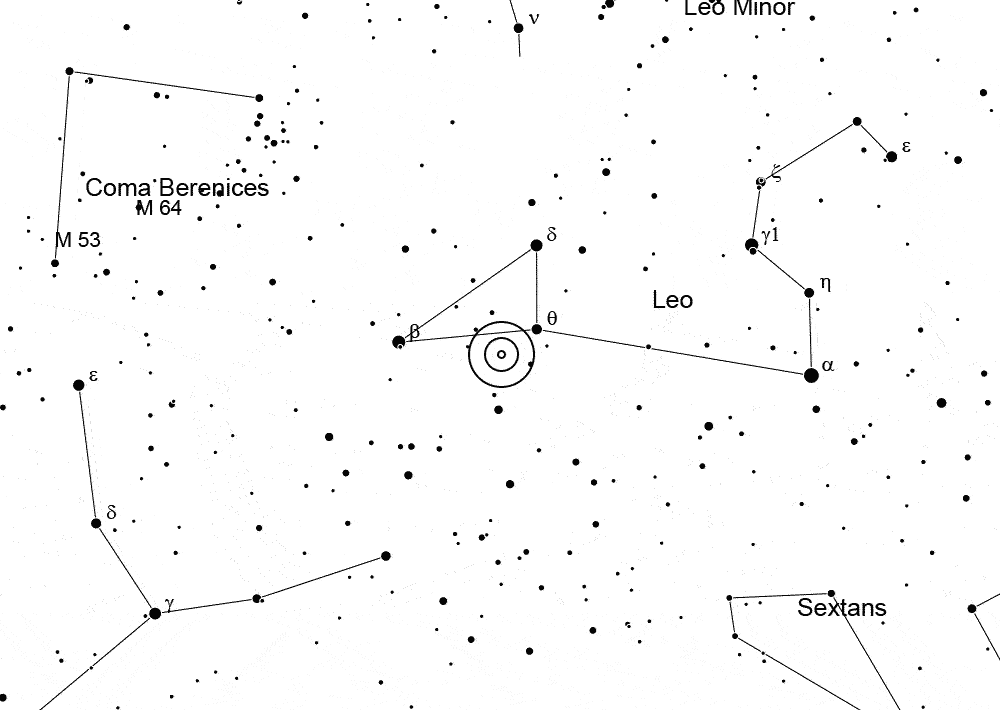 Leo Minor
ν
ε
ζ
Coma Berenices
M 64
M 53
γ1
δ
η
Leo
θ
β
α
ε
δ
γ
Sextans